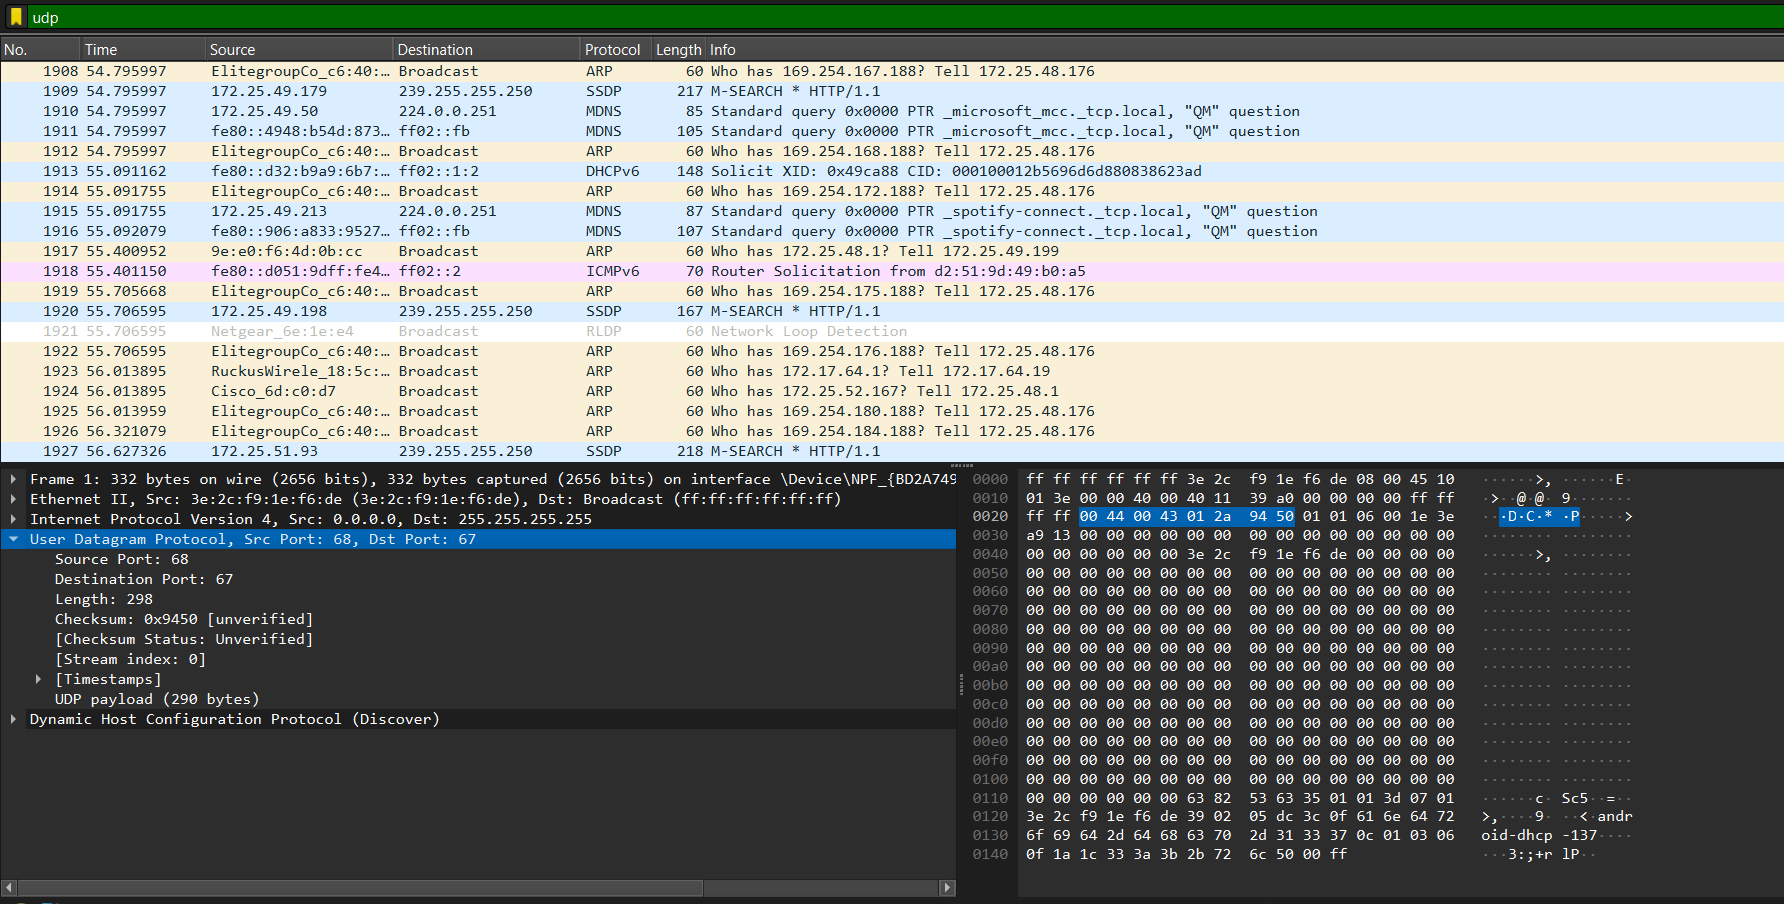 udp
No. Time Source Destination Protocol Length Info
1908 54.795997 ElitegroupCo_c6:40:… Broadcast ARP 60 Who has 169.254.167.188? Tell 172.25.48.176
1909 54.795997 172.25.49.179 239.255.255.250 SSDP 217 M-SEARCH * HTTP/1.1
1910 54.795997 172.25.49.50 224.0.0.251 MDNS 85 Standard query 0x0000 PTR _microsoft_mcc._tcp.local, "QM" question
1911 54.795997 fe80::4948:b54d:873… ff02::fb MDNS 105 Standard query 0x0000 PTR _microsoft_mcc._tcp.local, "QM" question
1912 54.795997 ElitegroupCo_c6:40:… Broadcast ARP 60 Who has 169.254.168.188? Tell 172.25.48.176
1913 55.091162 fe80::d32:b9a9:6b7:… ff02::1:2 DHCPv6 148 Solicit XID: 0x49ca88 CID: 000100012b5696d6d880838623ad
1914 55.091755 ElitegroupCo_c6:40:… Broadcast ARP 60 Who has 169.254.172.188? Tell 172.25.48.176
1915 55.091755 172.25.49.213 224.0.0.251 MDNS 87 Standard query 0x0000 PTR _spotify-connect._tcp.local, "QM" question
1916 55.092079 fe80::906:a833:9527… ff02::fb MDNS 107 Standard query 0x0000 PTR _spotify-connect._tcp.local, "QM" question
1917 55.400952 9e:e0:f6:4d:0b:cc Broadcast ARP 60 Who has 172.25.48.1? Tell 172.25.49.199
1918 55.401150 fe80::d051:9dff:fe4… ff02::2 ICMPv6 70 Router Solicitation from d2:51:9d:49:b0:a5
1919 55.705668 ElitegroupCo_c6:40:… Broadcast ARP 60 Who has 169.254.175.188? Tell 172.25.48.176
1920 55.706595 172.25.49.198 239.255.255.250 SSDP 167 M-SEARCH * HTTP/1.1
1921 55.706595 Netgear_6e:1e:e4 Broadcast RLDP 60 Network Loop Detection
1922 55.706595 ElitegroupCo_c6:40:… Broadcast ARP 60 Who has 169.254.176.188? Tell 172.25.48.176
1923 56.013895 RuckusWirele_18:5c:… Broadcast ARP 60 Who has 172.17.64.1? Tell 172.17.64.19
1924 56.013895 Cisco_6d:c0:d7 Broadcast ARP 60 Who has 172.25.52.167? Tell 172.25.48.1
1925 56.013959 ElitegroupCo_c6:40:… Broadcast ARP 60 Who has 169.254.180.188? Tell 172.25.48.176
1926 56.321079 ElitegroupCo_c6:40:… Broadcast ARP 60 Who has 169.254.184.188? Tell 172.25.48.176
1927 56.627326 172.25.51.93 239.255.255.250 SSDP 218 M-SEARCH * HTTP/1.1
Frame 1: 332 bytes on wire (2656 bits), 332 bytes captured (2656 bits) on interface \Device\NPF_{BD2A749
Ethernet II, Src: 3e:2c:f9:1e:f6:de (3e:2c:f9:1e:f6:de), Dst: Broadcast (ff:ff:ff:ff:ff:ff)
Internet Protocol Version 4, Src: 0.0.0.0, Dst: 255.255.255.255
User Datagram Protocol, Src Port: 68, Dst Port: 67
Source Port: 68
Destination Port: 67
Length: 298
Checksum: 0x9450 [unverified]
[Checksum Status: Unverified]
[Stream index: 0]
[Timestamps]
UDP payload (290 bytes)
Dynamic Host Configuration Protocol (Discover)
0000 ff ff ff ff ff ff 3e 2c f9 1e f6 de 08 00 45 10 ······>, ······E·
0010 01 3e 00 00 40 00 40 11 39 a0 00 00 00 00 ff ff ·>··@·@· 9·······
0020 ff ff 00 44 00 43 01 2a 94 50 01 01 06 00 1e 3e ···D·C·* ·P·····>
0030 a9 13 00 00 00 00 00 00 00 00 00 00 00 00 00 00 ········ ········
0040 00 00 00 00 00 00 3e 2c f9 1e f6 de 00 00 00 00 ······>, ········
0050 00 00 00 00 00 00 00 00 00 00 00 00 00 00 00 00 ········ ········
0060 00 00 00 00 00 00 00 00 00 00 00 00 00 00 00 00 ········ ········
0070 00 00 00 00 00 00 00 00 00 00 00 00 00 00 00 00 ········ ········
0080 00 00 00 00 00 00 00 00 00 00 00 00 00 00 00 00 ········ ········
0090 00 00 00 00 00 00 00 00 00 00 00 00 00 00 00 00 ········ ········
00a0 00 00 00 00 00 00 00 00 00 00 00 00 00 00 00 00 ········ ········
00b0 00 00 00 00 00 00 00 00 00 00 00 00 00 00 00 00 ········ ········
00c0 00 00 00 00 00 00 00 00 00 00 00 00 00 00 00 00 ········ ········
00d0 00 00 00 00 00 00 00 00 00 00 00 00 00 00 00 00 ········ ········
00e0 00 00 00 00 00 00 00 00 00 00 00 00 00 00 00 00 ········ ········
00f0 00 00 00 00 00 00 00 00 00 00 00 00 00 00 00 00 ········ ········
0100 00 00 00 00 00 00 00 00 00 00 00 00 00 00 00 00 ········ ········
0110 00 00 00 00 00 00 63 82 53 63 35 01 01 3d 07 01 ······c· Sc5··=··
0120 3e 2c f9 1e f6 de 39 02 05 dc 3c 0f 61 6e 64 72 >,····9· ··<·andr
0130 6f 69 64 2d 64 68 63 70 2d 31 33 37 0c 01 03 06 oid-dhcp -137····
0140 0f 1a 1c 33 3a 3b 2b 72 6c 50 00 ff ···3:;+r lP··